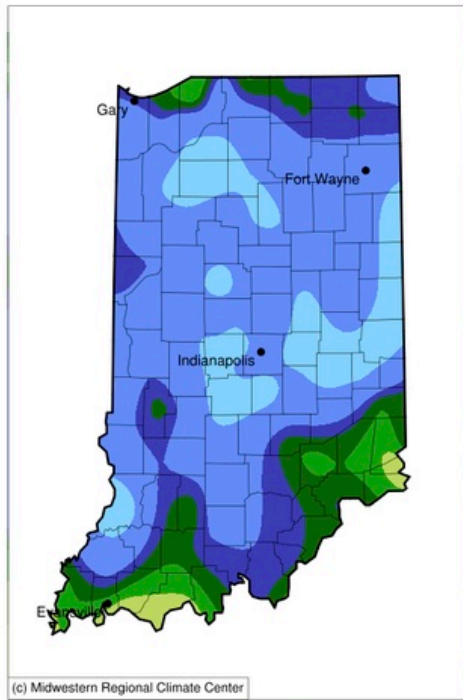 Gary
Fort Wayne
Indianapolis
Evansville
(c) Midwestern Regional Climate Center